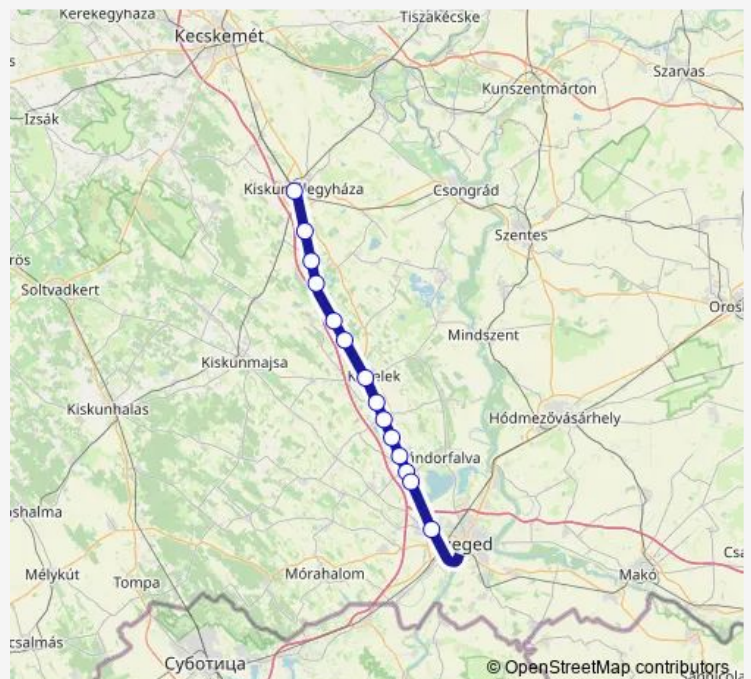 Kerekegyháza
Tiszakécske
Kecskemét
Szarvas
Kunszentmárton
Izsák
Csongrád
Szentes
Soltvadkert
Mindszent
Kiskunmajsa
Kiskunhalas
Hódmezővásárhely
Mélykút
Tompa
Mórahalom
Makó
Суботица
© OpenStreetMap contributors